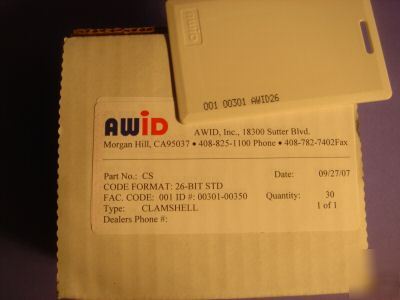 AWID
001 00301 AWID26
AWID
AWID, Inc., 18300 Sutter Blvd.
Morgan Hill, CA95037 • 408-825-1100 Phone • 408-782-7402Fax
Part No.: CS Date: 09/27/07
CODE FORMAT: 26-BIT STD
FAC. CODE: 001 ID #: 00301-00350 Quantity: 30
Type: CLAMSHELL 1 of 1
Dealers Phone #: